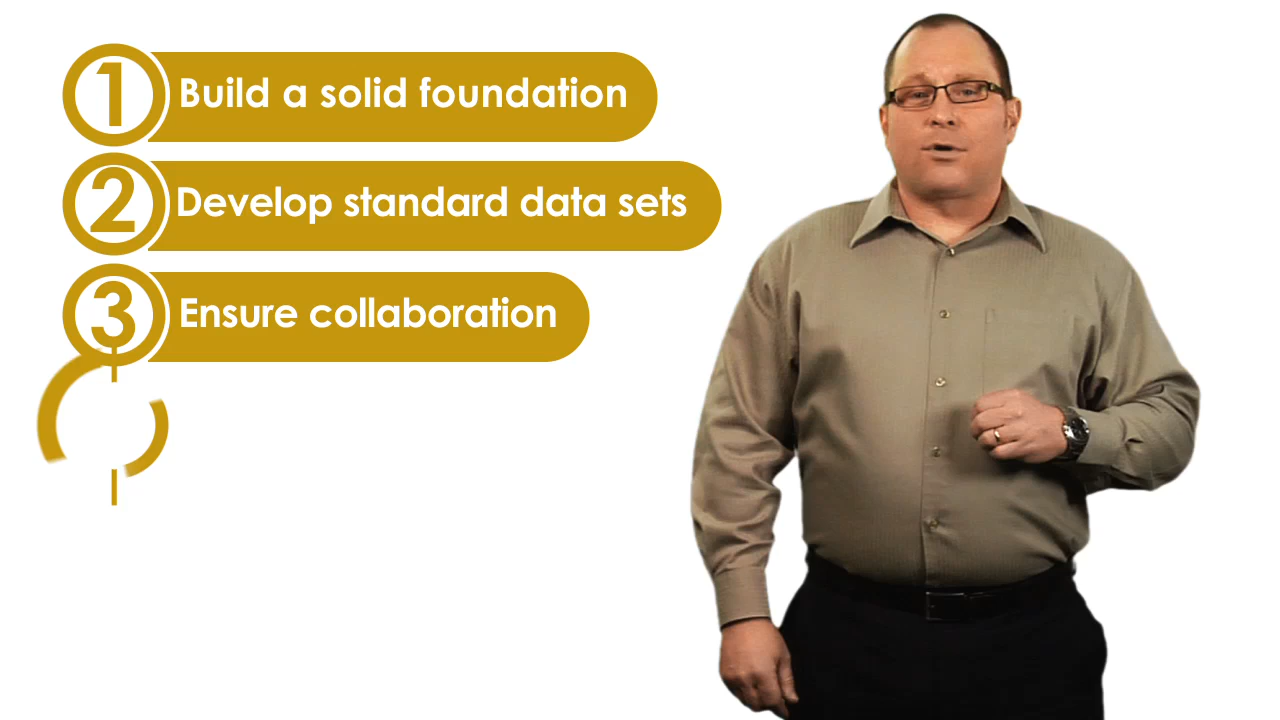 1 Build a solid foundation
2 Develop standard data sets
3 Ensure collaboration